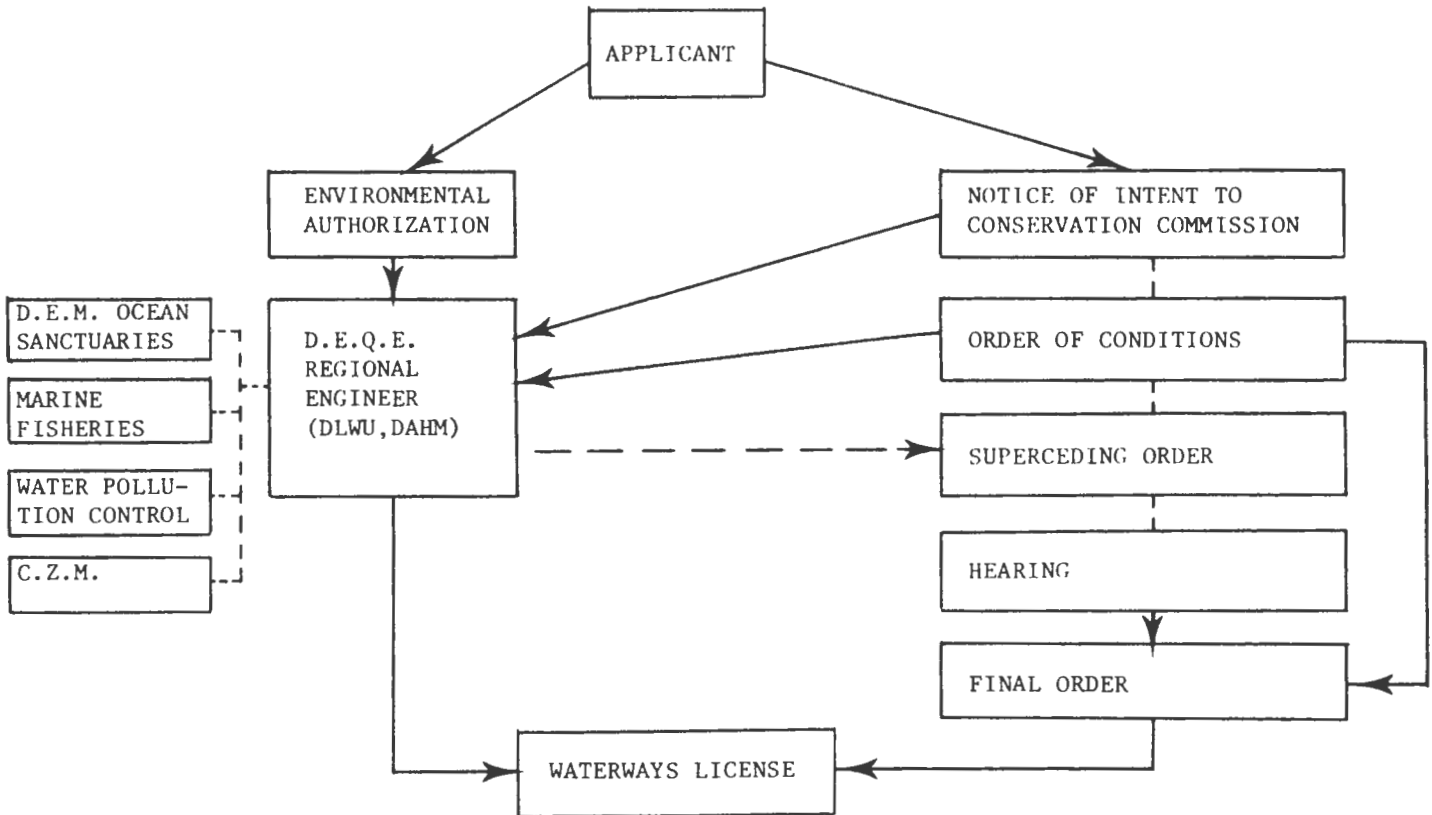 APPLICANT
ENVIRONMENTAL
AUTHORIZATION
NOTICE OF INTENT TO
CONSERVATION COMMISSION
D.E.M. OCEAN
SANCTUARIES
MARINE
FISHERIES
WATER POLLU-
TION CONTROL
C.Z.M.
D.E.Q.E.
REGIONAL
ENGINEER
(DLWU,DAHM)
ORDER OF CONDITIONS
SUPERCEDING ORDER
HEARING
FINAL ORDER
WATERWAYS LICENSE